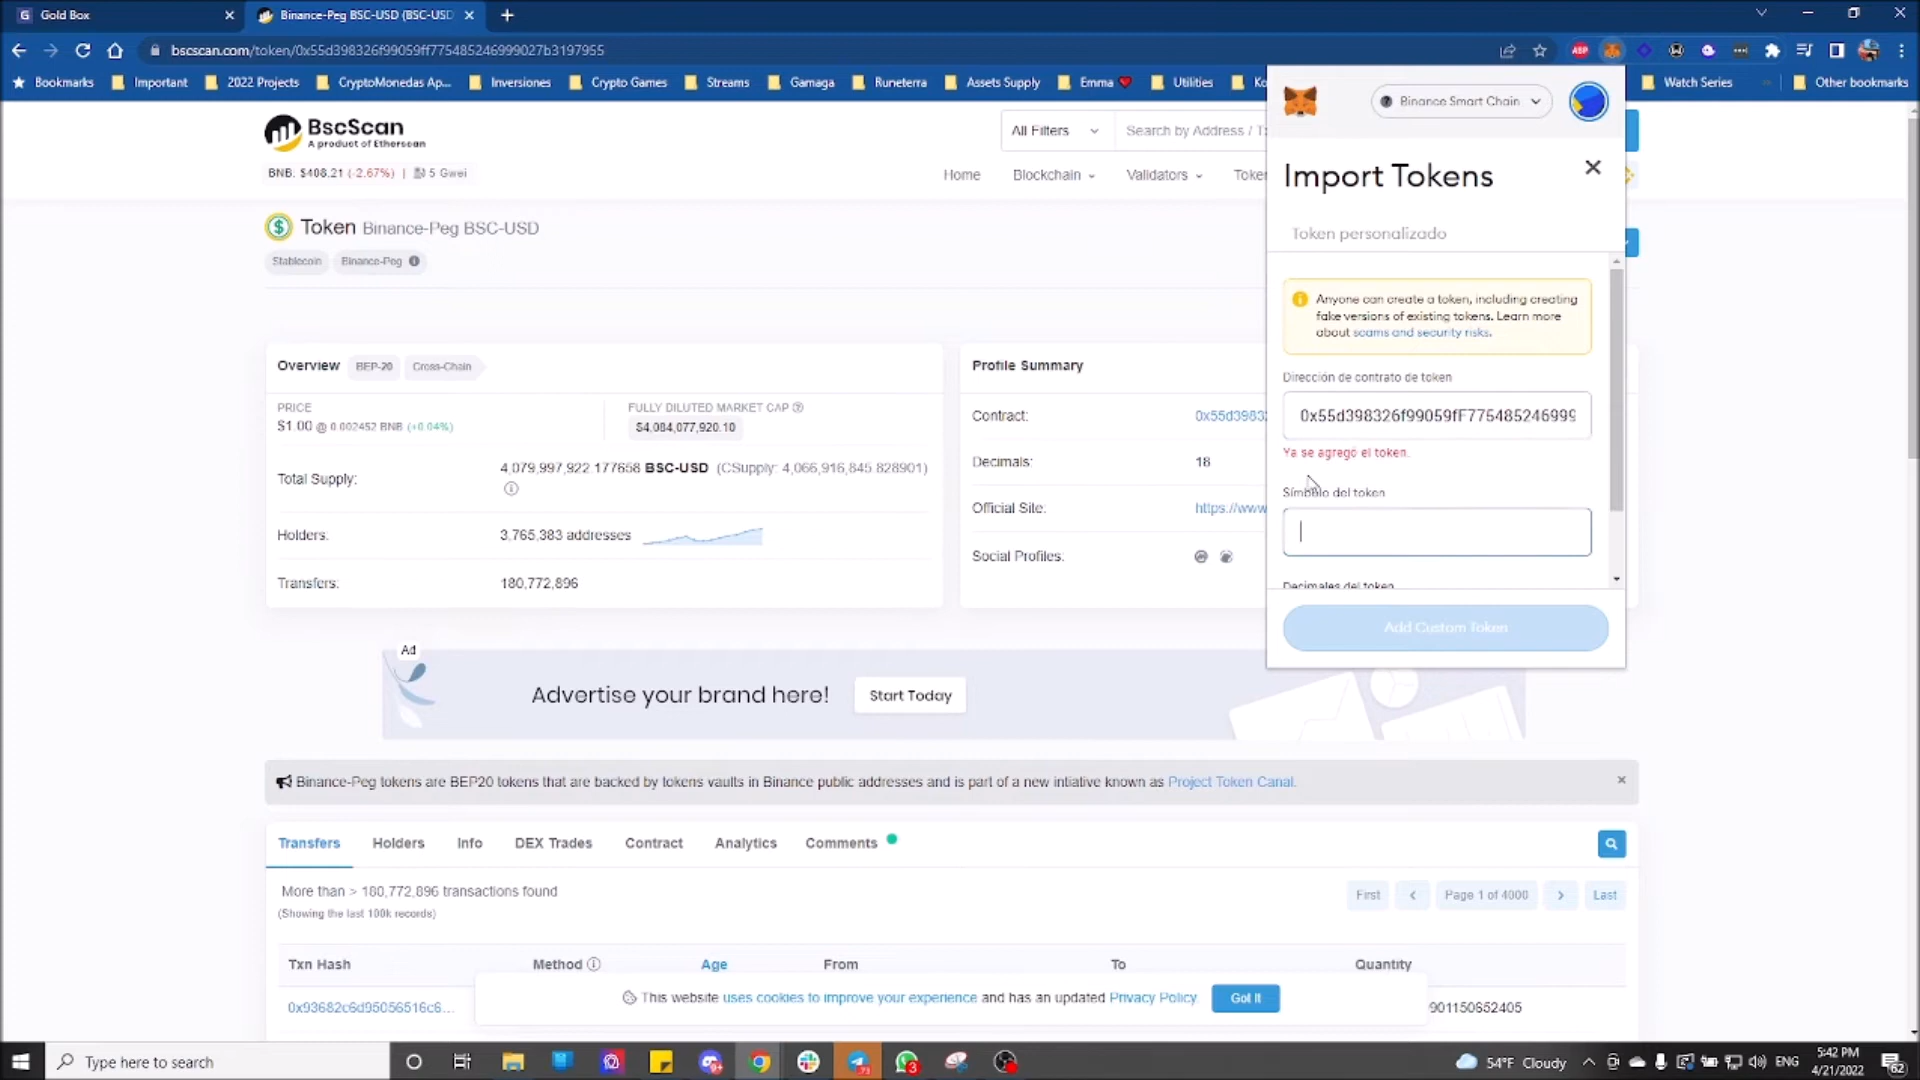 Gold Box
Binance-Peg BSC-USD (BSC-USD
bscscan.com/token/0x55d398326f99059ff775485246999027b3197955
ABP
Bookmarks
Important
2022 Projects
CryptoMonedas Ap...
Inversiones
Crypto Games
Streams
Gamaga
Runeterra
Assets Supply
Emma
Utilities
Ko
Watch Series
Other bookmarks
BscScan
A product of Etherscan
BNB: $408.21 (-2.67%) | 5 Gwei
All Filters
Search by Address / T
Home
Blockchain
Validators
Token
Token Binance-Peg BSC-USD
Stablecoin
Binance-Peg
Overview
BEP-20
Cross-Chain
PRICE
$1.00 @ 0.002452 BNB (+0.04%)
FULLY DILUTED MARKET CAP
$4,084,077,920.10
Total Supply:
4,079,997,922.177658 BSC-USD (CSupply: 4,066,916,845.828901)
Holders:
3,765,383 addresses
Transfers:
180,772,896
Profile Summary
Contract:
0x55d3983
Decimals:
18
Official Site:
https://www
Social Profiles:
Binance Smart Chain
Import Tokens
Token personalizado
Anyone can create a token, including creating
fake versions of existing tokens. Learn more
about scams and security risks.
Dirección de contrato de token
0x55d398326f99059fF775485246999
Ya se agregó el token.
Símbolo del token
Decimales del token
Add Custom Token
Ad
Advertise your brand here!
Start Today
Binance-Peg tokens are BEP20 tokens that are backed by tokens vaults in Binance public addresses and is part of a new intiative known as Project Token Canal.
Transfers
Holders
Info
DEX Trades
Contract
Analytics
Comments
More than > 180,772,896 transactions found
(Showing the last 100k records)
First
Page 1 of 4000
Last
Txn Hash
Method
Age
From
To
Quantity
This website uses cookies to improve your experience and has an updated Privacy Policy.
Got It
0x93682c6d95056516c6...
901150652405
Type here to search
3
54°F Cloudy
ENG
5:42 PM
4/21/2022
62